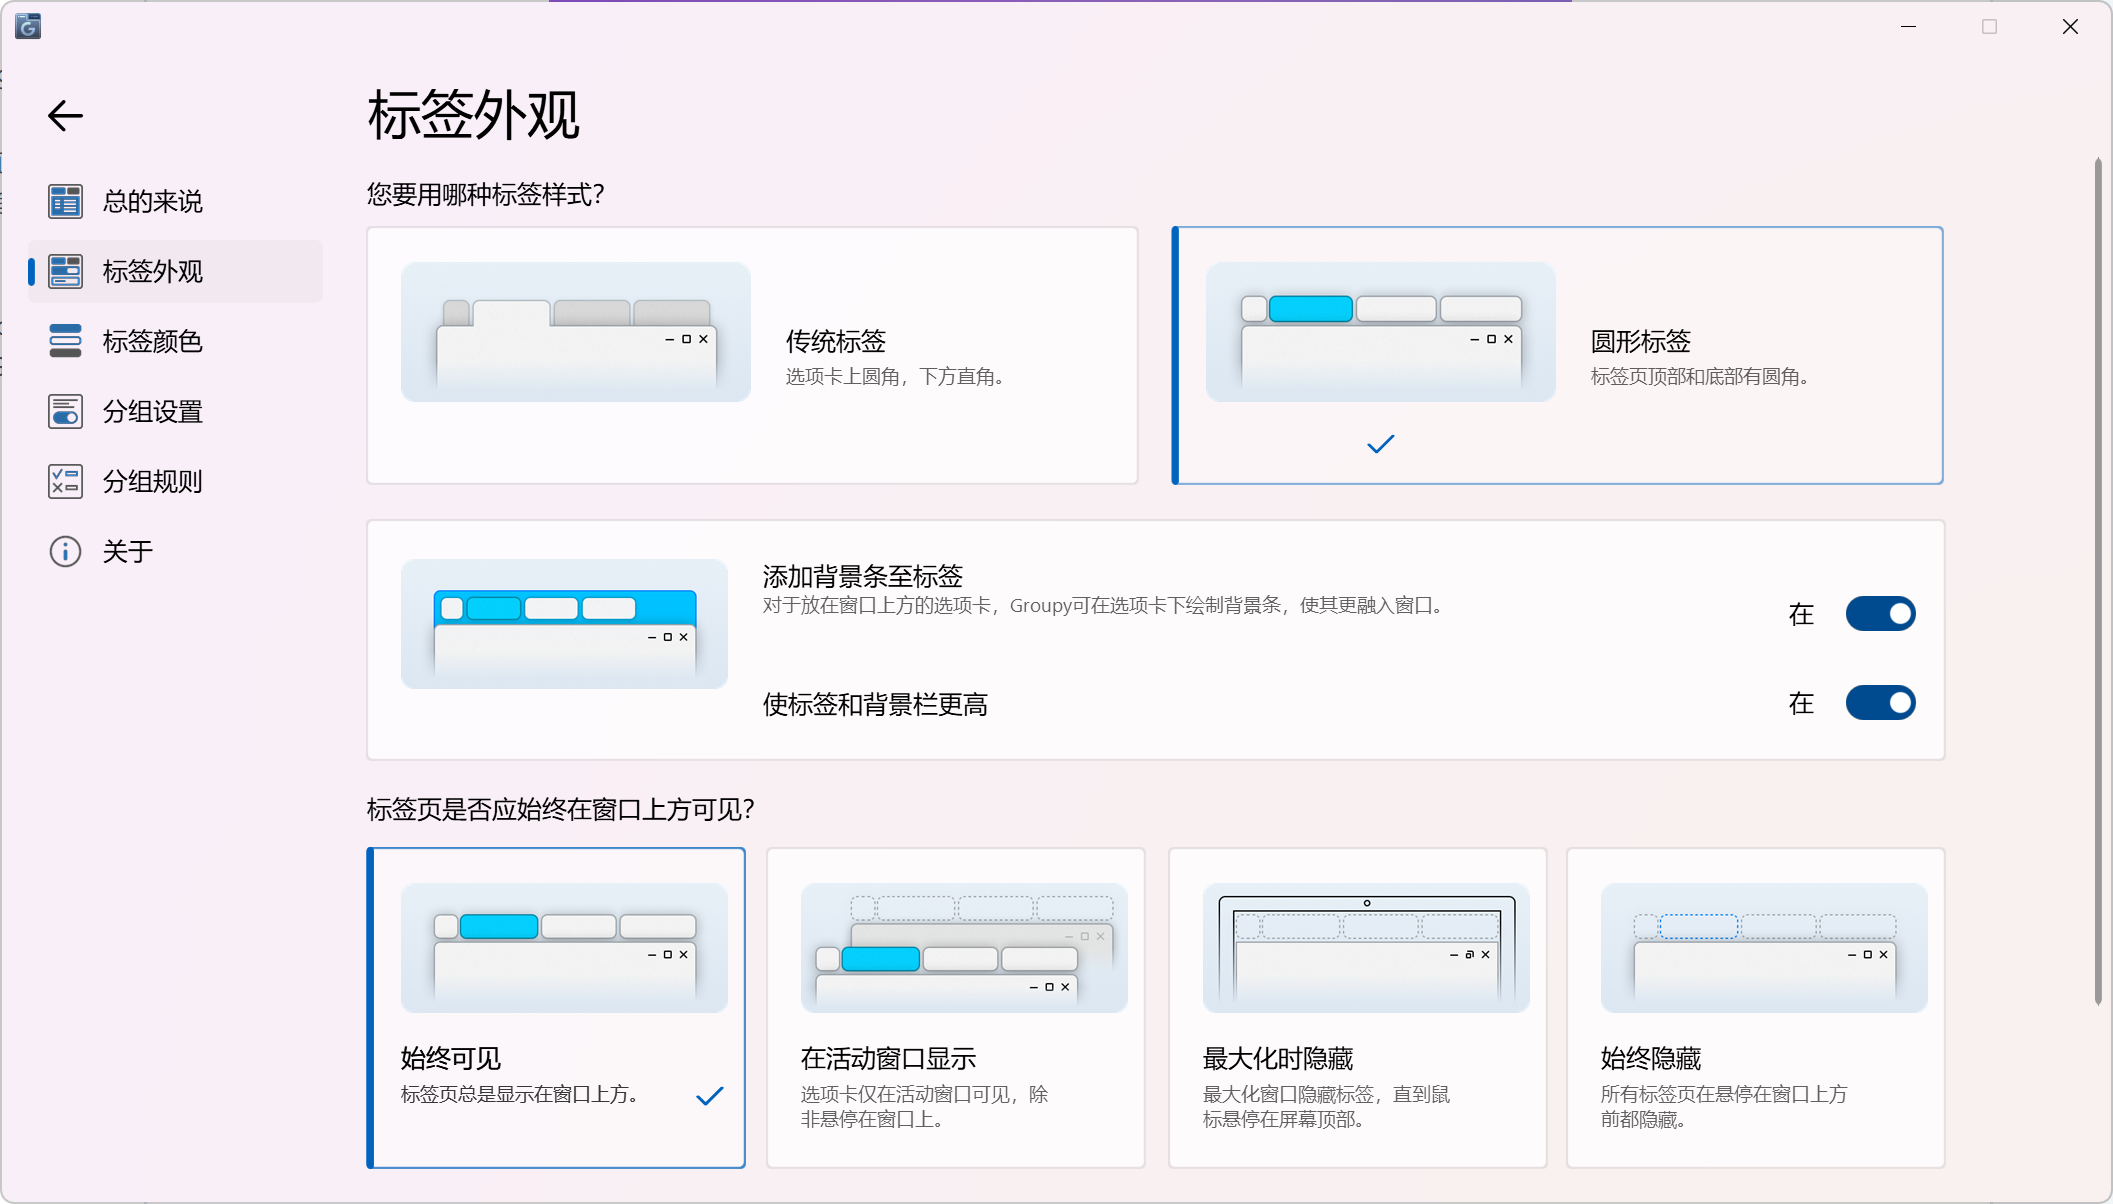 标签外观
总的来说
标签外观
标签颜色
分组设置
分组规则
关于
您要用哪种标签样式?
传统标签
选项卡上圆角，下方直角。
圆形标签
标签页顶部和底部有圆角。
添加背景条至标签
对于放在窗口上方的选项卡，Groupy可在选项卡下绘制背景条，使其更融入窗口。
在
使标签和背景栏更高
在
标签页是否应始终在窗口上方可见?
始终可见
标签页总是显示在窗口上方。
在活动窗口显示
选项卡仅在活动窗口可见，除
非悬停在窗口上。
最大化时隐藏
最大化窗口隐藏标签，直到鼠
标悬停在屏幕顶部。
始终隐藏
所有标签页在悬停在窗口上方
前都隐藏。